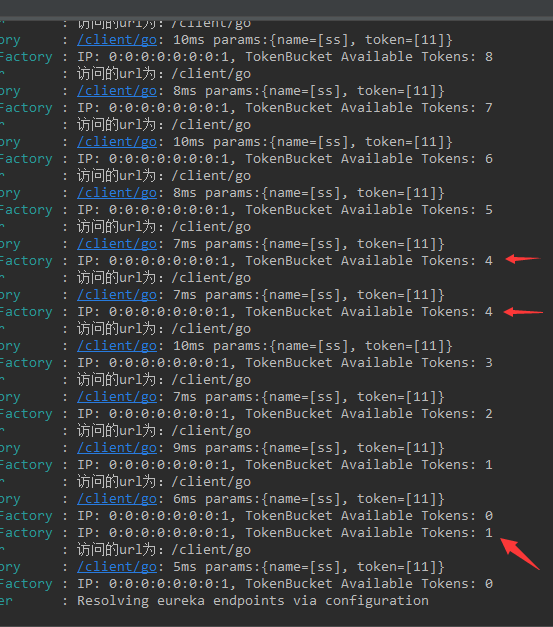 : 访问的url为：/client/go
ory : /client/go: 10ms params:{name=[ss], token=[11]}
Factory : IP: 0:0:0:0:0:0:0:1, TokenBucket Available Tokens: 8
r : 访问的url为：/client/go
ory : /client/go: 8ms params:{name=[ss], token=[11]}
Factory : IP: 0:0:0:0:0:0:0:1, TokenBucket Available Tokens: 7
r : 访问的url为：/client/go
ory : /client/go: 10ms params:{name=[ss], token=[11]}
Factory : IP: 0:0:0:0:0:0:0:1, TokenBucket Available Tokens: 6
r : 访问的url为：/client/go
ory : /client/go: 8ms params:{name=[ss], token=[11]}
Factory : IP: 0:0:0:0:0:0:0:1, TokenBucket Available Tokens: 5
r : 访问的url为：/client/go
ory : /client/go: 7ms params:{name=[ss], token=[11]}
Factory : IP: 0:0:0:0:0:0:0:1, TokenBucket Available Tokens: 4
r : 访问的url为：/client/go
ory : /client/go: 7ms params:{name=[ss], token=[11]}
Factory : IP: 0:0:0:0:0:0:0:1, TokenBucket Available Tokens: 4
r : 访问的url为：/client/go
ory : /client/go: 10ms params:{name=[ss], token=[11]}
Factory : IP: 0:0:0:0:0:0:0:1, TokenBucket Available Tokens: 3
r : 访问的url为：/client/go
ory : /client/go: 7ms params:{name=[ss], token=[11]}
Factory : IP: 0:0:0:0:0:0:0:1, TokenBucket Available Tokens: 2
r : 访问的url为：/client/go
ory : /client/go: 9ms params:{name=[ss], token=[11]}
Factory : IP: 0:0:0:0:0:0:0:1, TokenBucket Available Tokens: 1
r : 访问的url为：/client/go
ory : /client/go: 6ms params:{name=[ss], token=[11]}
Factory : IP: 0:0:0:0:0:0:0:1, TokenBucket Available Tokens: 0
Factory : IP: 0:0:0:0:0:0:0:1, TokenBucket Available Tokens: 1
r : 访问的url为：/client/go
ory : /client/go: 5ms params:{name=[ss], token=[11]}
Factory : IP: 0:0:0:0:0:0:0:1, TokenBucket Available Tokens: 0
er : Resolving eureka endpoints via configuration